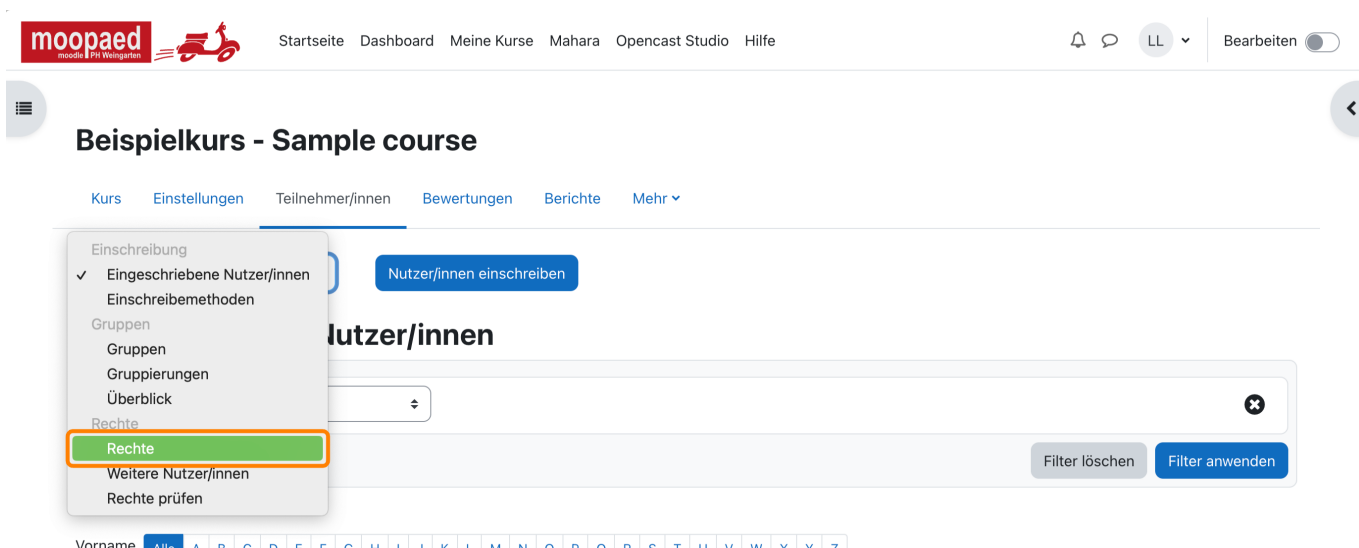 moopaed
moodle PH Weingarten
Startseite Dashboard Meine Kurse Mahara Opencast Studio Hilfe
LL
Bearbeiten
Beispielkurs - Sample course
Kurs Einstellungen Teilnehmer/innen Bewertungen Berichte Mehr
Einschreibung
✓ Eingeschriebene Nutzer/innen
Nutzer/innen einschreiben
Einschreibemethoden
Gruppen
Nutzer/innen
Gruppen
Gruppierungen
Überblick
Rechte
Rechte
Filter löschen Filter anwenden
Weitere Nutzer/innen
Rechte prüfen
Vorname Alle A B C D E F G H I J K L M N O P Q R S T U V W X Y Z